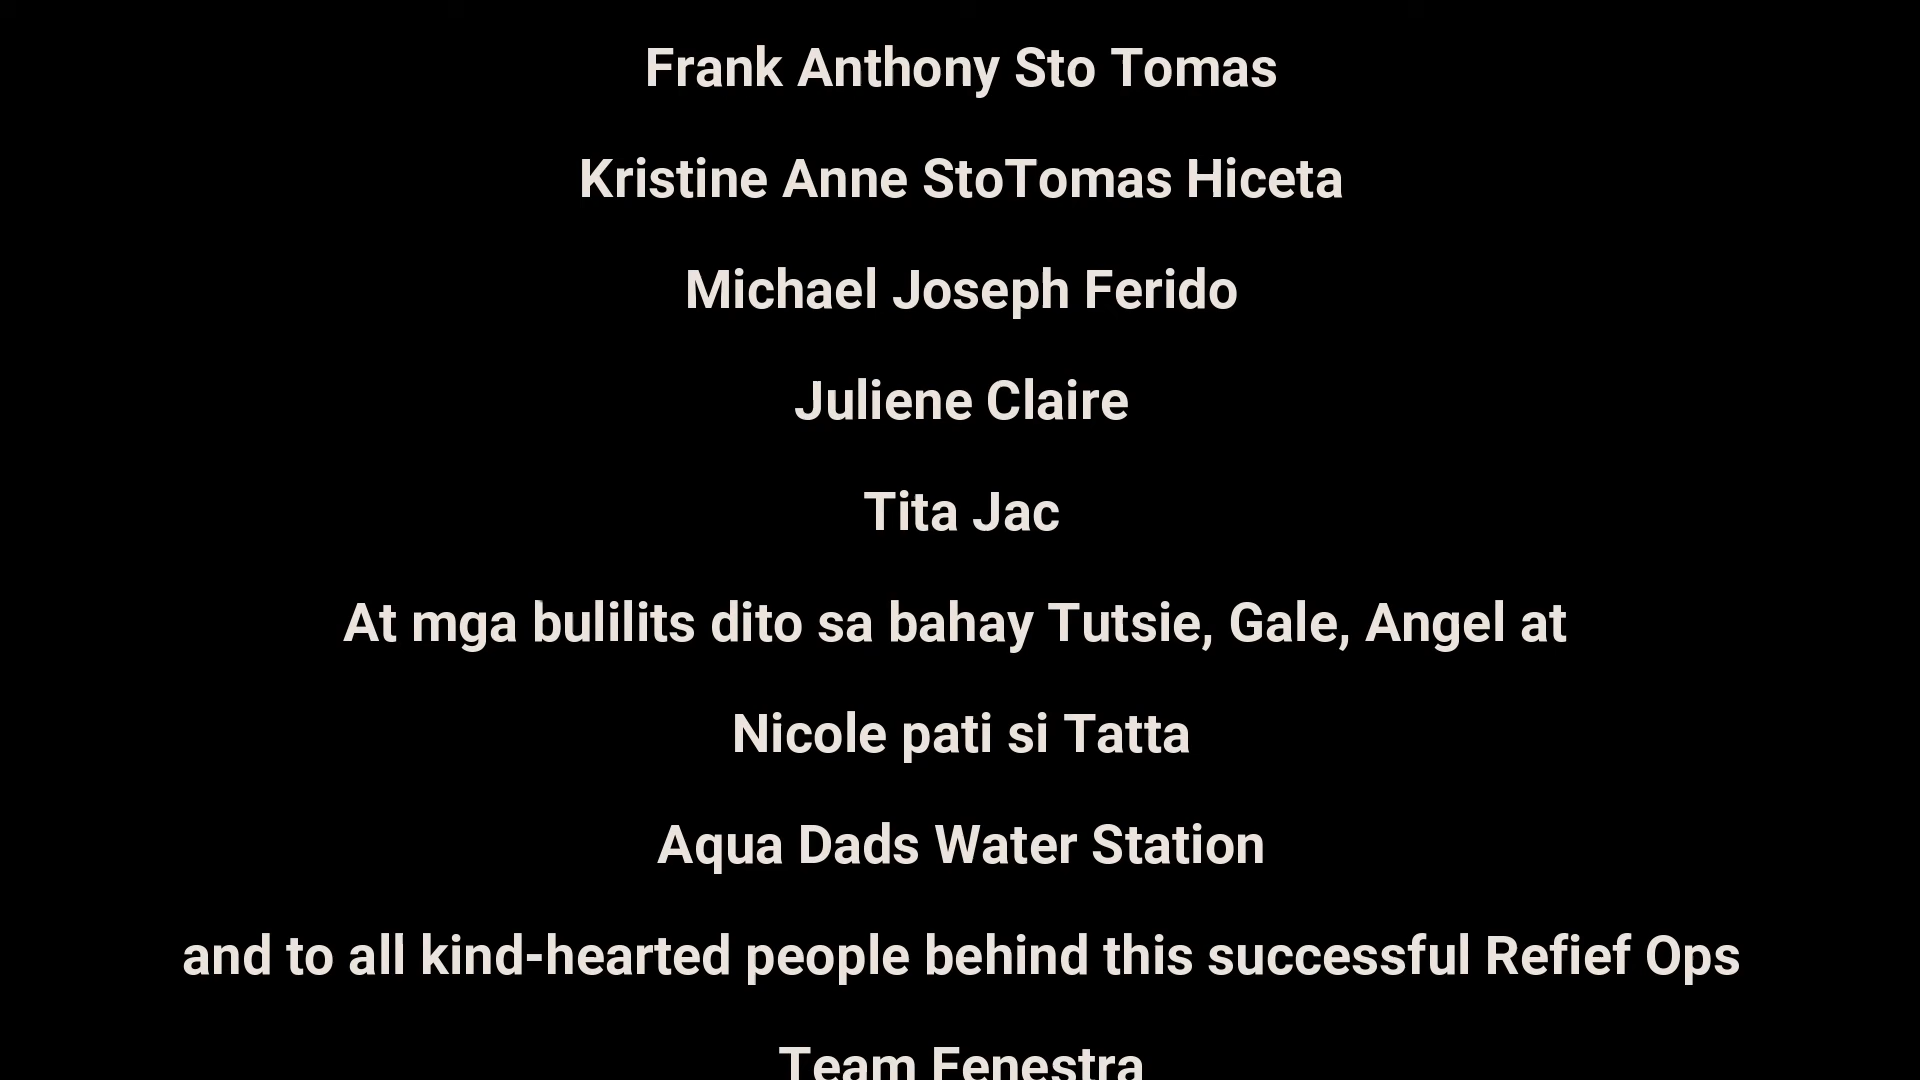 Frank Anthony Sto Tomas
Kristine Anne StoTomas Hiceta
Michael Joseph Ferido
Juliene Claire
Tita Jac
At mga bulilits dito sa bahay Tutsie, Gale, Angel at
Nicole pati si Tatta
Aqua Dads Water Station
and to all kind-hearted people behind this successful Refief Ops
Team Fenestra